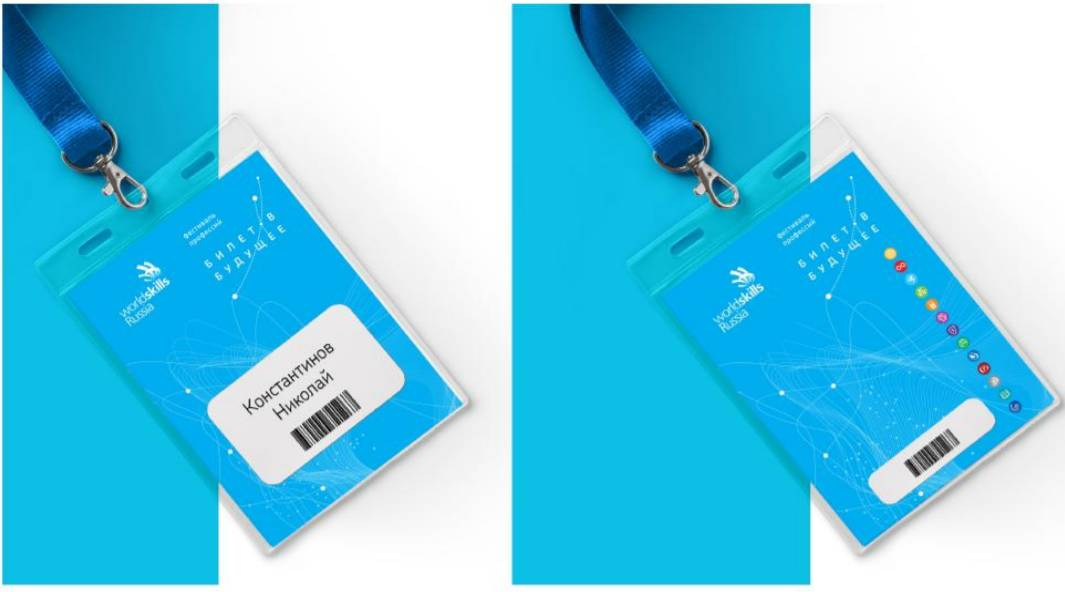 фестиваль
профессий
БИЛЕТ В
БУДУЩЕЕ
worldskills
Russia
Константинов
Николай
фестиваль
профессий
БИЛЕТ В
БУДУЩЕЕ
worldskills
Russia